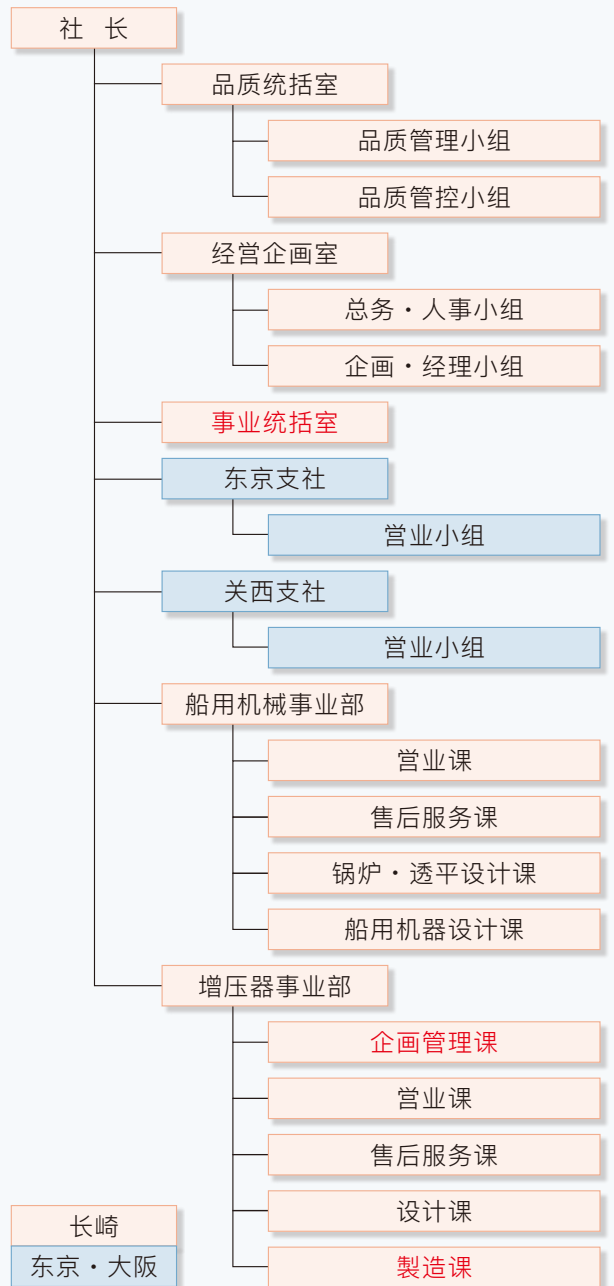 社 长
品质统括室
品质管理小组
品质管控小组
经営企画室
总务・人事小组
企画・经理小组
事业统括室
东京支社
営业小组
关西支社
営业小组
船用机械事业部
営业课
售后服务课
锅炉・透平设计课
船用机器设计课
增压器事业部
企画管理课
営业课
售后服务课
设计课
製造课
长崎
东京・大阪